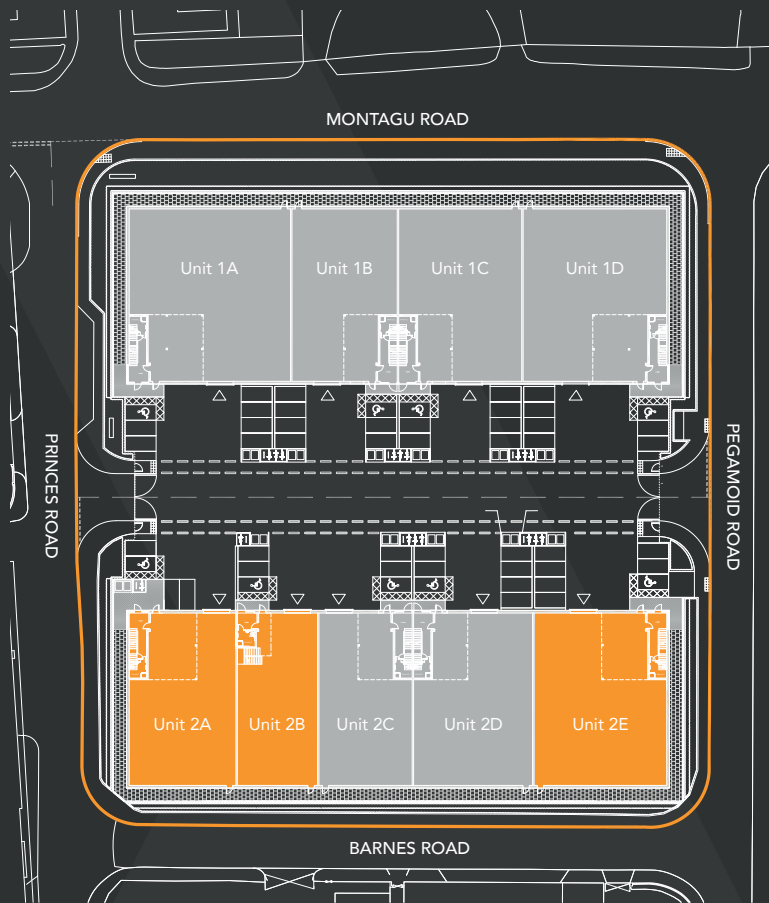 MONTAGU ROAD
Unit 1A
Unit 1B
Unit 1C
Unit 1D
PRINCES ROAD
PEGAMOID ROAD
Unit 2A
Unit 2B
Unit 2C
Unit 2D
Unit 2E
BARNES ROAD